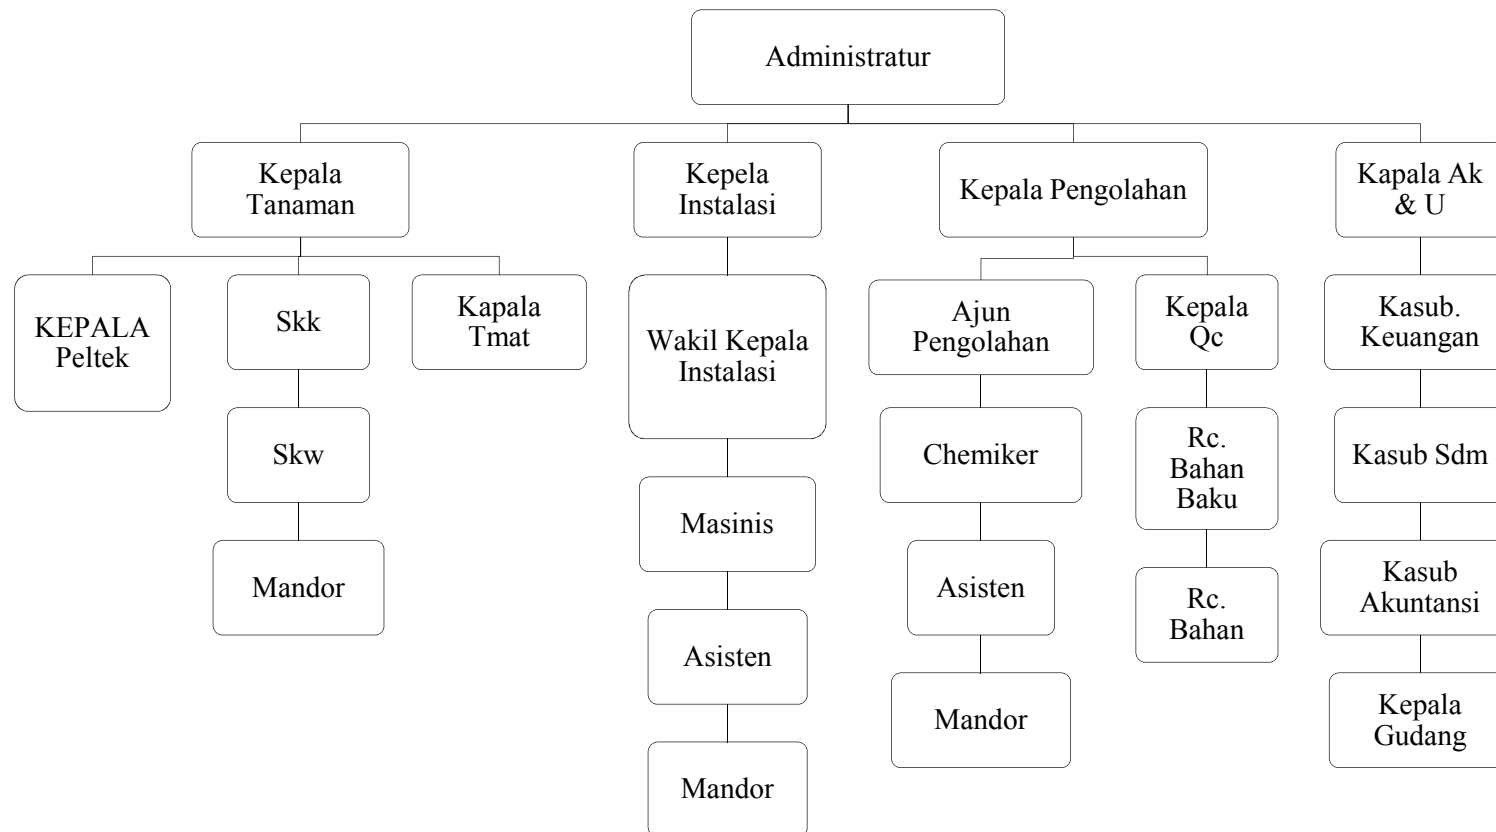 Administratur
Kepala
Tanaman
Kepela
Instalasi
Kepala Pengolahan
Kapala Ak
& U
KEPALA
Peltek
Skk
Kapala
Tmat
Wakil Kepala
Instalasi
Ajun
Pengolahan
Kepala
Qc
Kasub.
Keuangan
Skw
Chemiker
Rc.
Bahan
Baku
Kasub Sdm
Mandor
Masinis
Asisten
Rc.
Bahan
Kasub
Akuntansi
Asisten
Mandor
Kepala
Gudang
Mandor